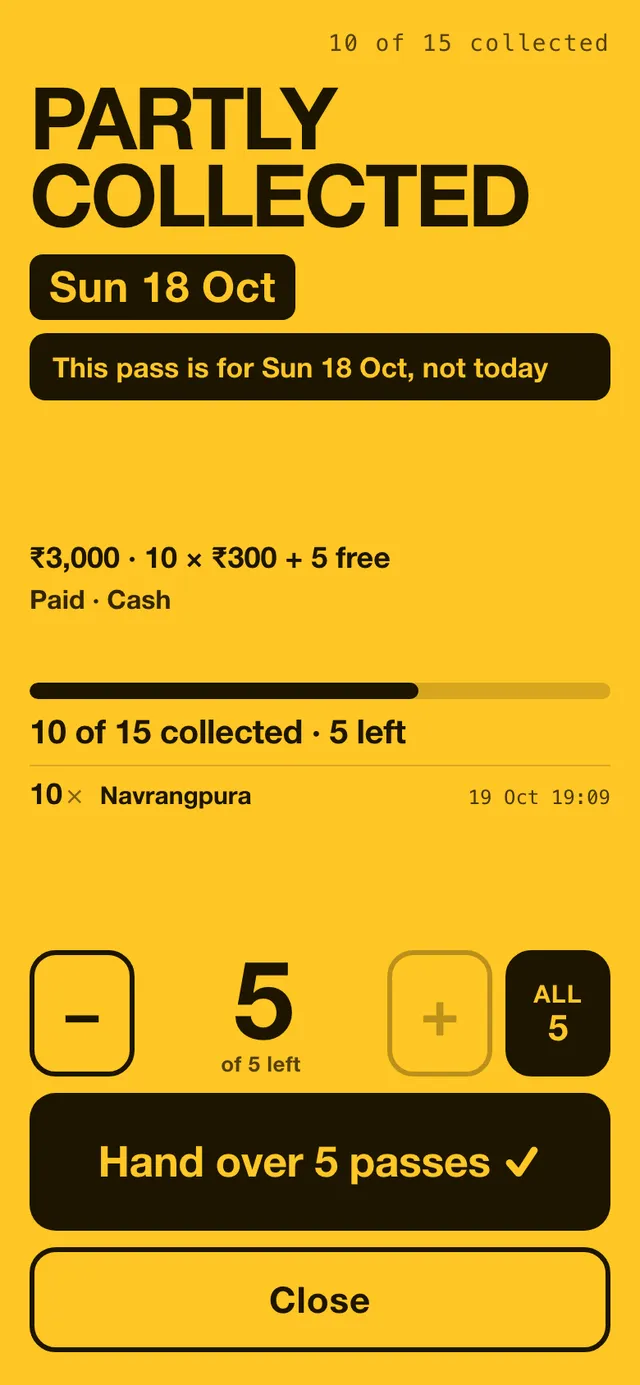 10 of 15 collected
PARTLY
COLLECTED
Sun 18 Oct
This pass is for Sun 18 Oct, not today
₹3,000 · 10 × ₹300 + 5 free
Paid · Cash
10 of 15 collected · 5 left
10× Navrangpura 19 Oct 19:09
− 5 + ALL
5
of 5 left
Hand over 5 passes ✓
Close